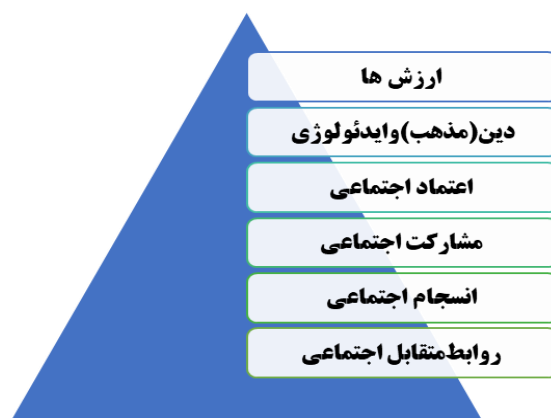 ارزش ها
دین(مذهب)وایدئولوژی
اعتماد اجتماعی
مشارکت اجتماعی
انسجام اجتماعی
روابط‌متقابل اجتماعی